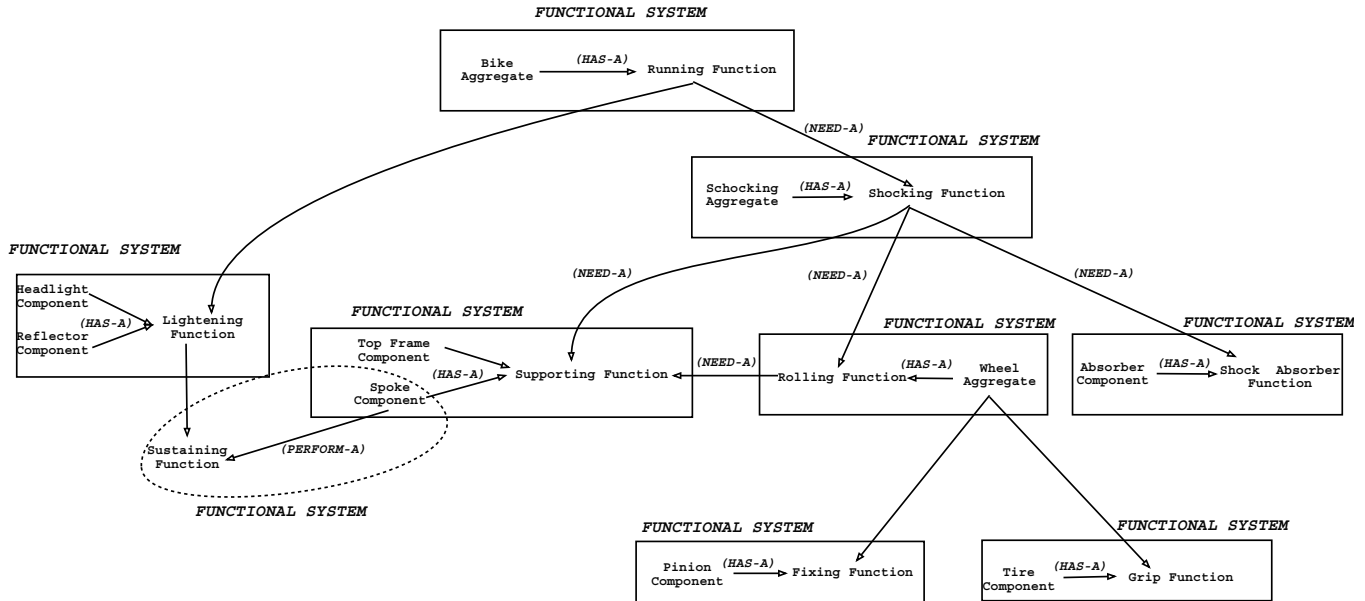 FUNCTIONAL SYSTEM
Bike
Aggregate
(HAS-A)
Running Function
(NEED-A)
FUNCTIONAL SYSTEM
Schocking
Aggregate
(HAS-A)
Shocking Function
FUNCTIONAL SYSTEM
(NEED-A)
(NEED-A)
(NEED-A)
Headlight
Component
(HAS-A)
Reflector
Component
Lightening
Function
FUNCTIONAL SYSTEM
Top Frame
Component
(HAS-A)
Spoke
Component
Supporting Function
(NEED-A)
FUNCTIONAL SYSTEM
Rolling Function
(HAS-A)
Wheel
Aggregate
FUNCTIONAL SYSTEM
Absorber
Component
(HAS-A)
Shock Absorber
Function
Sustaining
Function
(PERFORM-A)
FUNCTIONAL SYSTEM
FUNCTIONAL SYSTEM
Pinion
Component
(HAS-A)
Fixing Function
FUNCTIONAL SYSTEM
Tire
Component
(HAS-A)
Grip Function